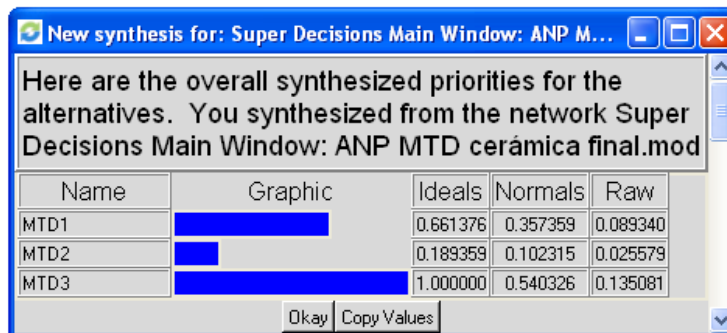 New synthesis for: Super Decisions Main Window: ANP M...
Here are the overall synthesized priorities for the
alternatives. You synthesized from the network Super
Decisions Main Window: ANP MTD cerámica final.mod
Name Graphic Ideals Normals Raw
MTD1 0.661376 0.357359 0.089340
MTD2 0.189359 0.102315 0.025579
MTD3 1.000000 0.540326 0.135081
Okay Copy Values